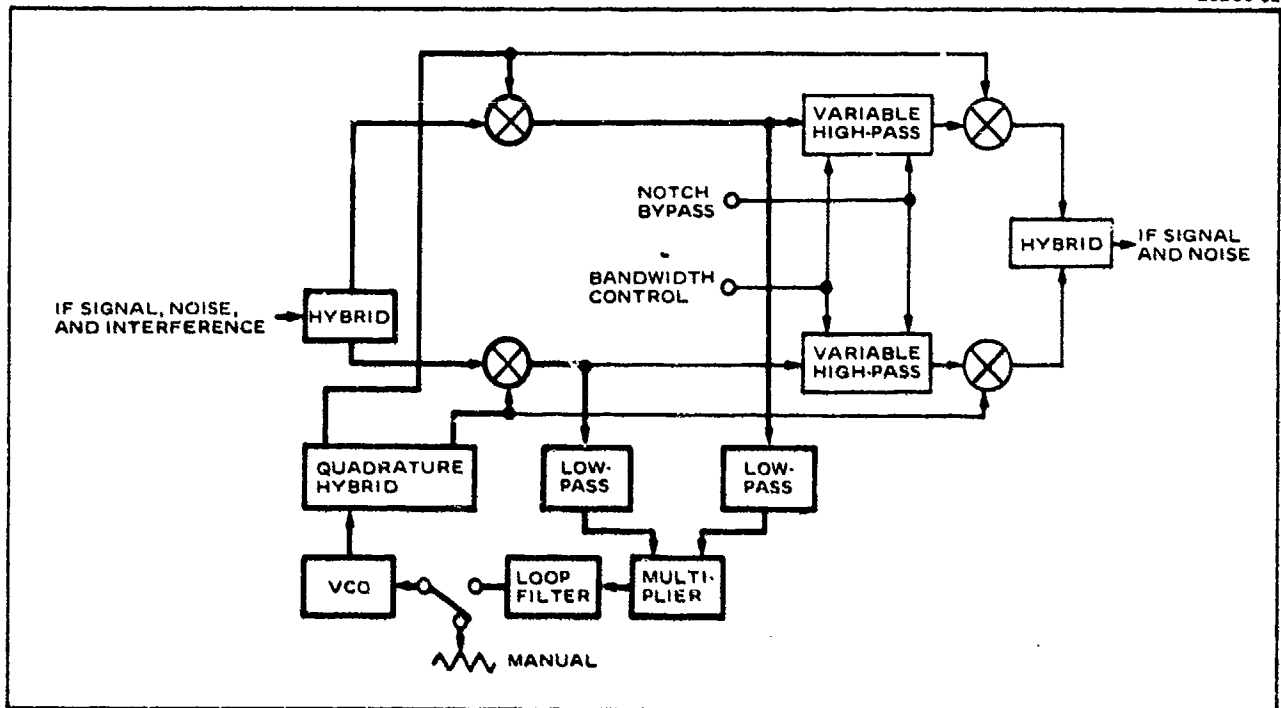 VARIABLE
HIGH-PASS
NOTCH
BYPASS
HYBRID
IF SIGNAL
AND NOISE
BANDWIDTH
CONTROL
IF SIGNAL, NOISE,
AND INTERFERENCE
HYBRID
VARIABLE
HIGH-PASS
QUADRATURE
HYBRID
LOW-
PASS
LOW-
PASS
VCO
LOOP
FILTER
MULTI-
PLIER
MANUAL